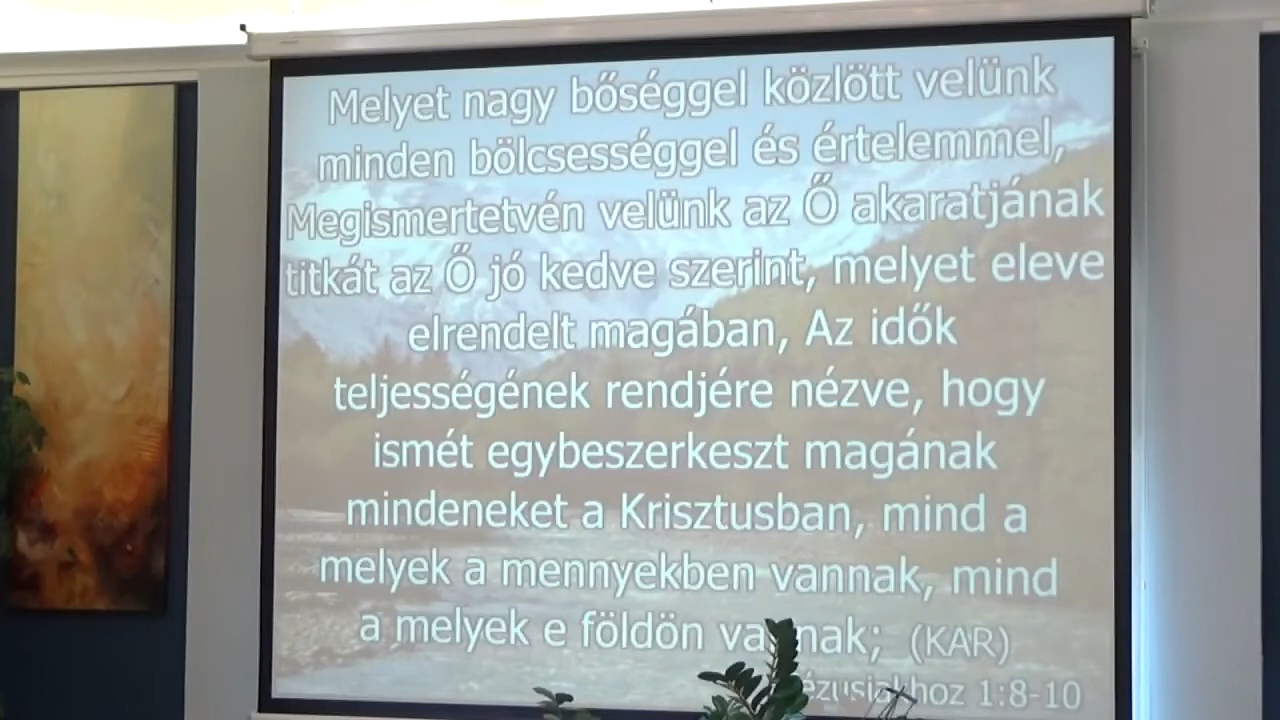 Melyet nagy bőséggel közlött velünk
minden bölcsességgel és értelemmel,
Megismertetvén velünk az Ő akaratjának
titkát az Ő jó kedve szerint, melyet eleve
elrendelt magában, Az idők
teljességének rendjére nézve, hogy
ismét egybeszerkeszt magának
mindeneket a Krisztusban, mind a
melyek a mennyekben vannak, mind
a melyek e földön vannak; (KAR)
1:8-10